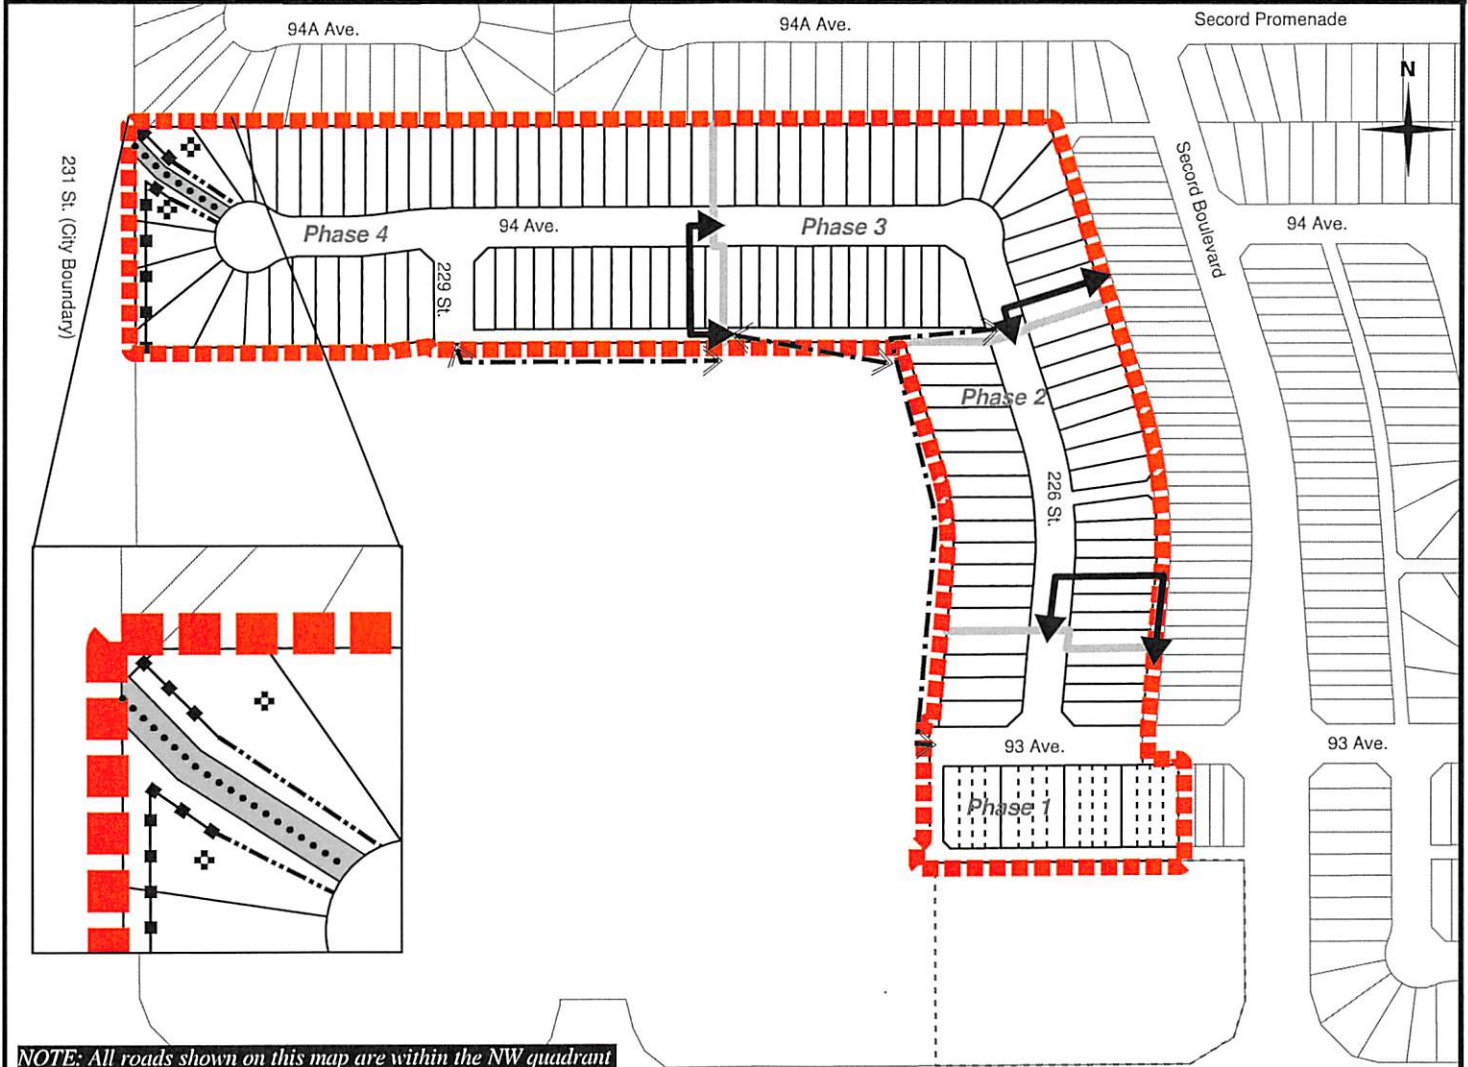 94A Ave.
94A Ave.
Secord Promenade
N
231 St. (City Boundary)
Secord Boulevard
Phase 4
94 Ave.
Phase 3
94 Ave.
229 St.
Phase 2
226 St.
93 Ave.
93 Ave.
Phase 1
NOTE: All roads shown on this map are within the NW quadrant